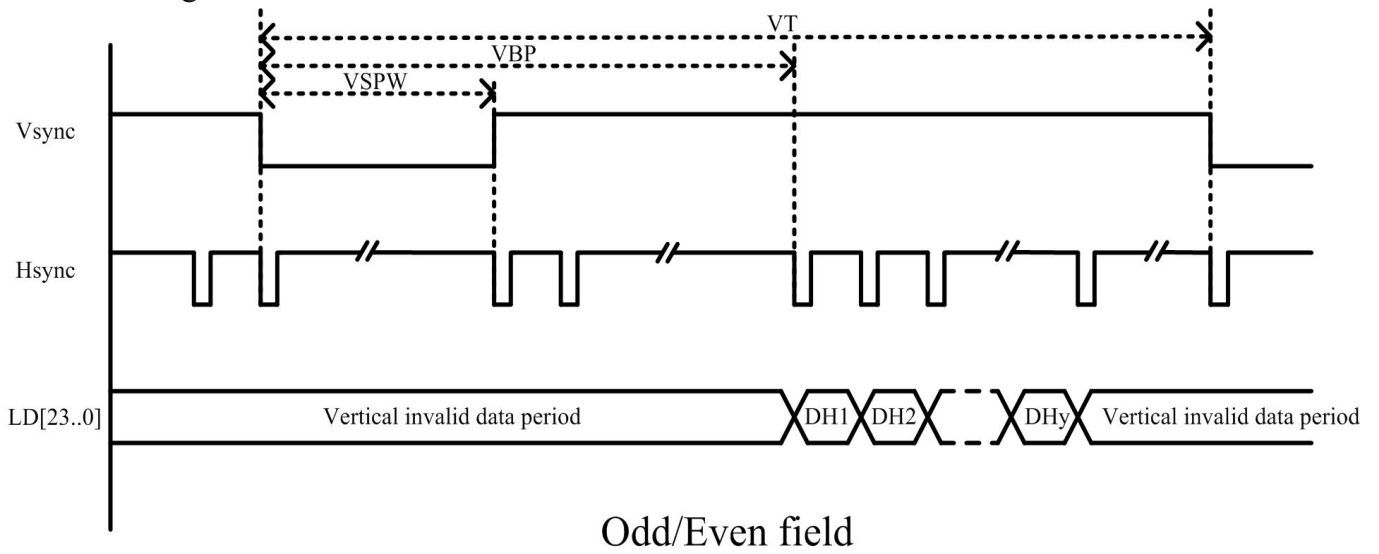 VT
VBP
VSPW
Vsync
Hsync
LD[23..0]
Vertical invalid data period
DH1
DH2
DHy
Vertical invalid data period
Odd/Even field